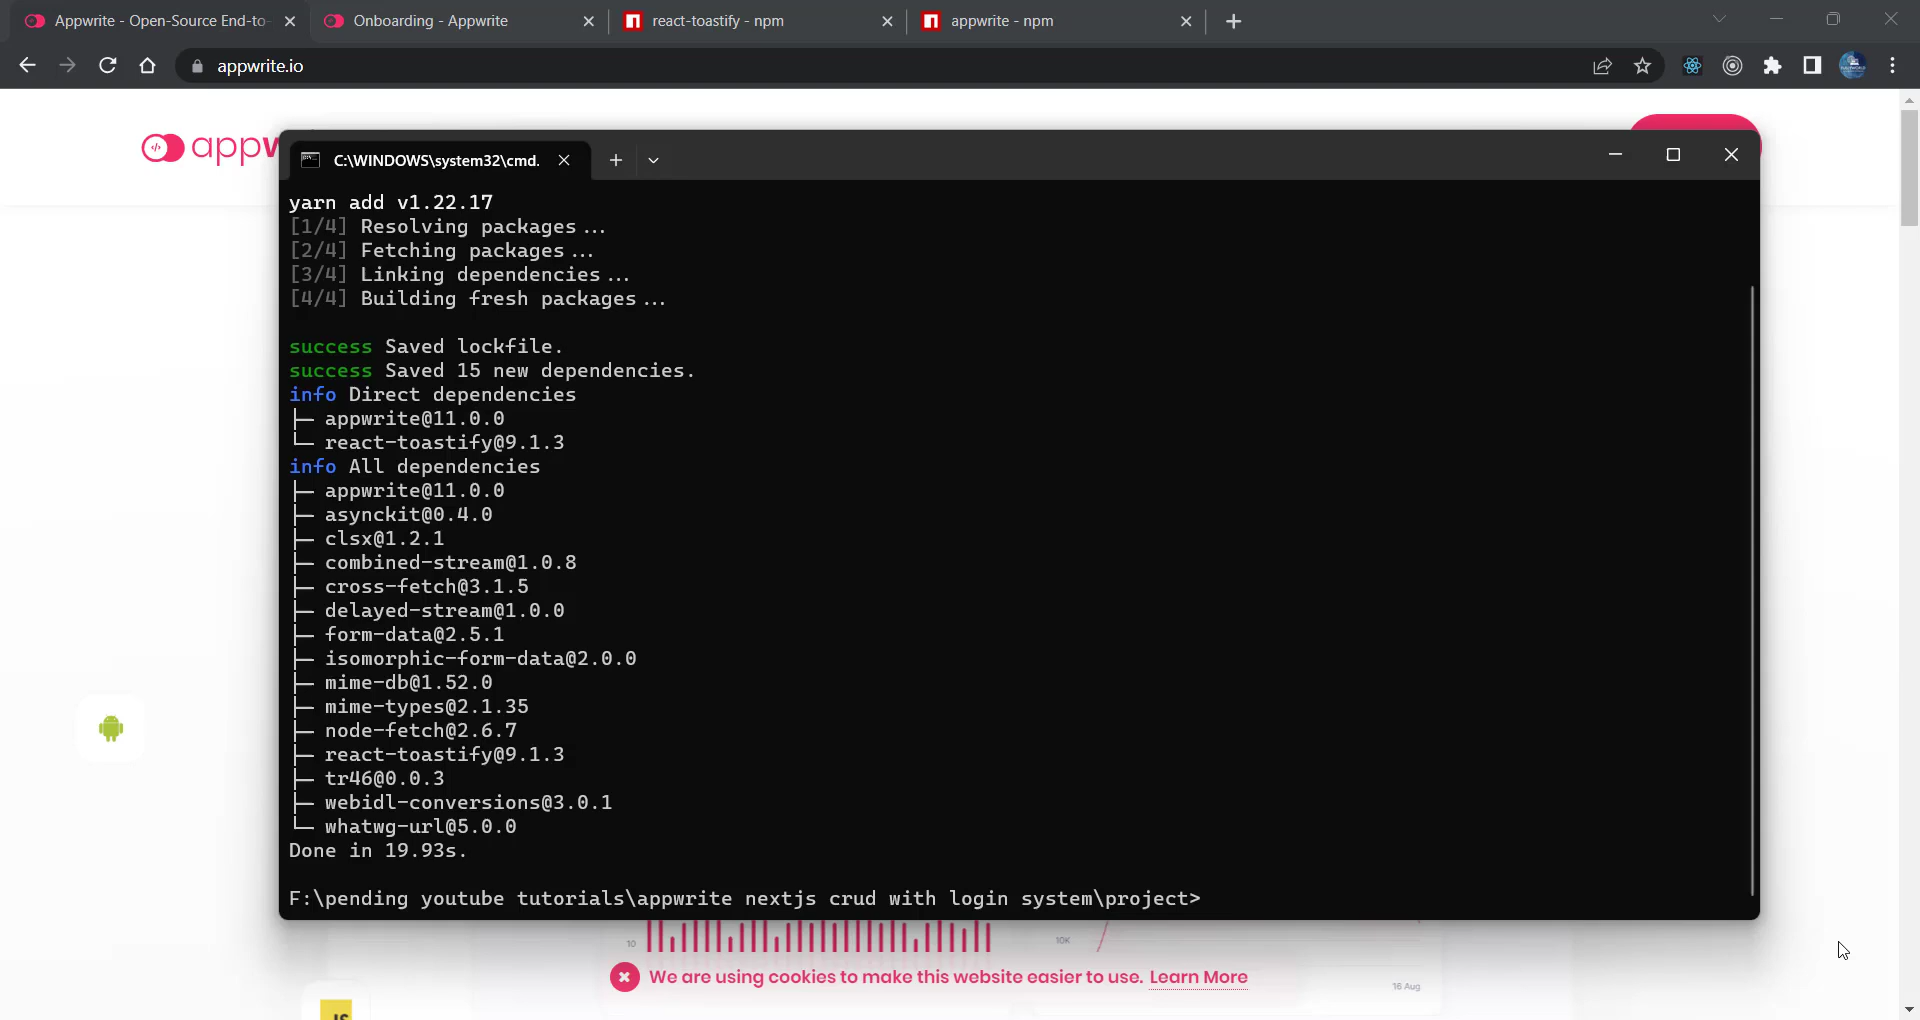 Appwrite - Open-Source End-to-
Onboarding - Appwrite
react-toastify - npm
appwrite - npm
appwrite.io
appw
C:\WINDOWS\system32\cmd.
yarn add v1.22.17
[1/4] Resolving packages...
[2/4] Fetching packages...
[3/4] Linking dependencies...
[4/4] Building fresh packages...
success Saved lockfile.
success Saved 15 new dependencies.
info Direct dependencies
├─ appwrite@11.0.0
└─ react-toastify@9.1.3
info All dependencies
├─ appwrite@11.0.0
├─ asynckit@0.4.0
├─ clsx@1.2.1
├─ combined-stream@1.0.8
├─ cross-fetch@3.1.5
├─ delayed-stream@1.0.0
├─ form-data@2.5.1
├─ isomorphic-form-data@2.0.0
├─ mime-db@1.52.0
├─ mime-types@2.1.35
├─ node-fetch@2.6.7
├─ react-toastify@9.1.3
├─ tr46@0.0.3
├─ webidl-conversions@3.0.1
└─ whatwg-url@5.0.0
Done in 19.93s.
F:\pending youtube tutorials\appwrite nextjs crud with login system\project>
10
10K
We are using cookies to make this website easier to use. Learn More
16 Aug
JS